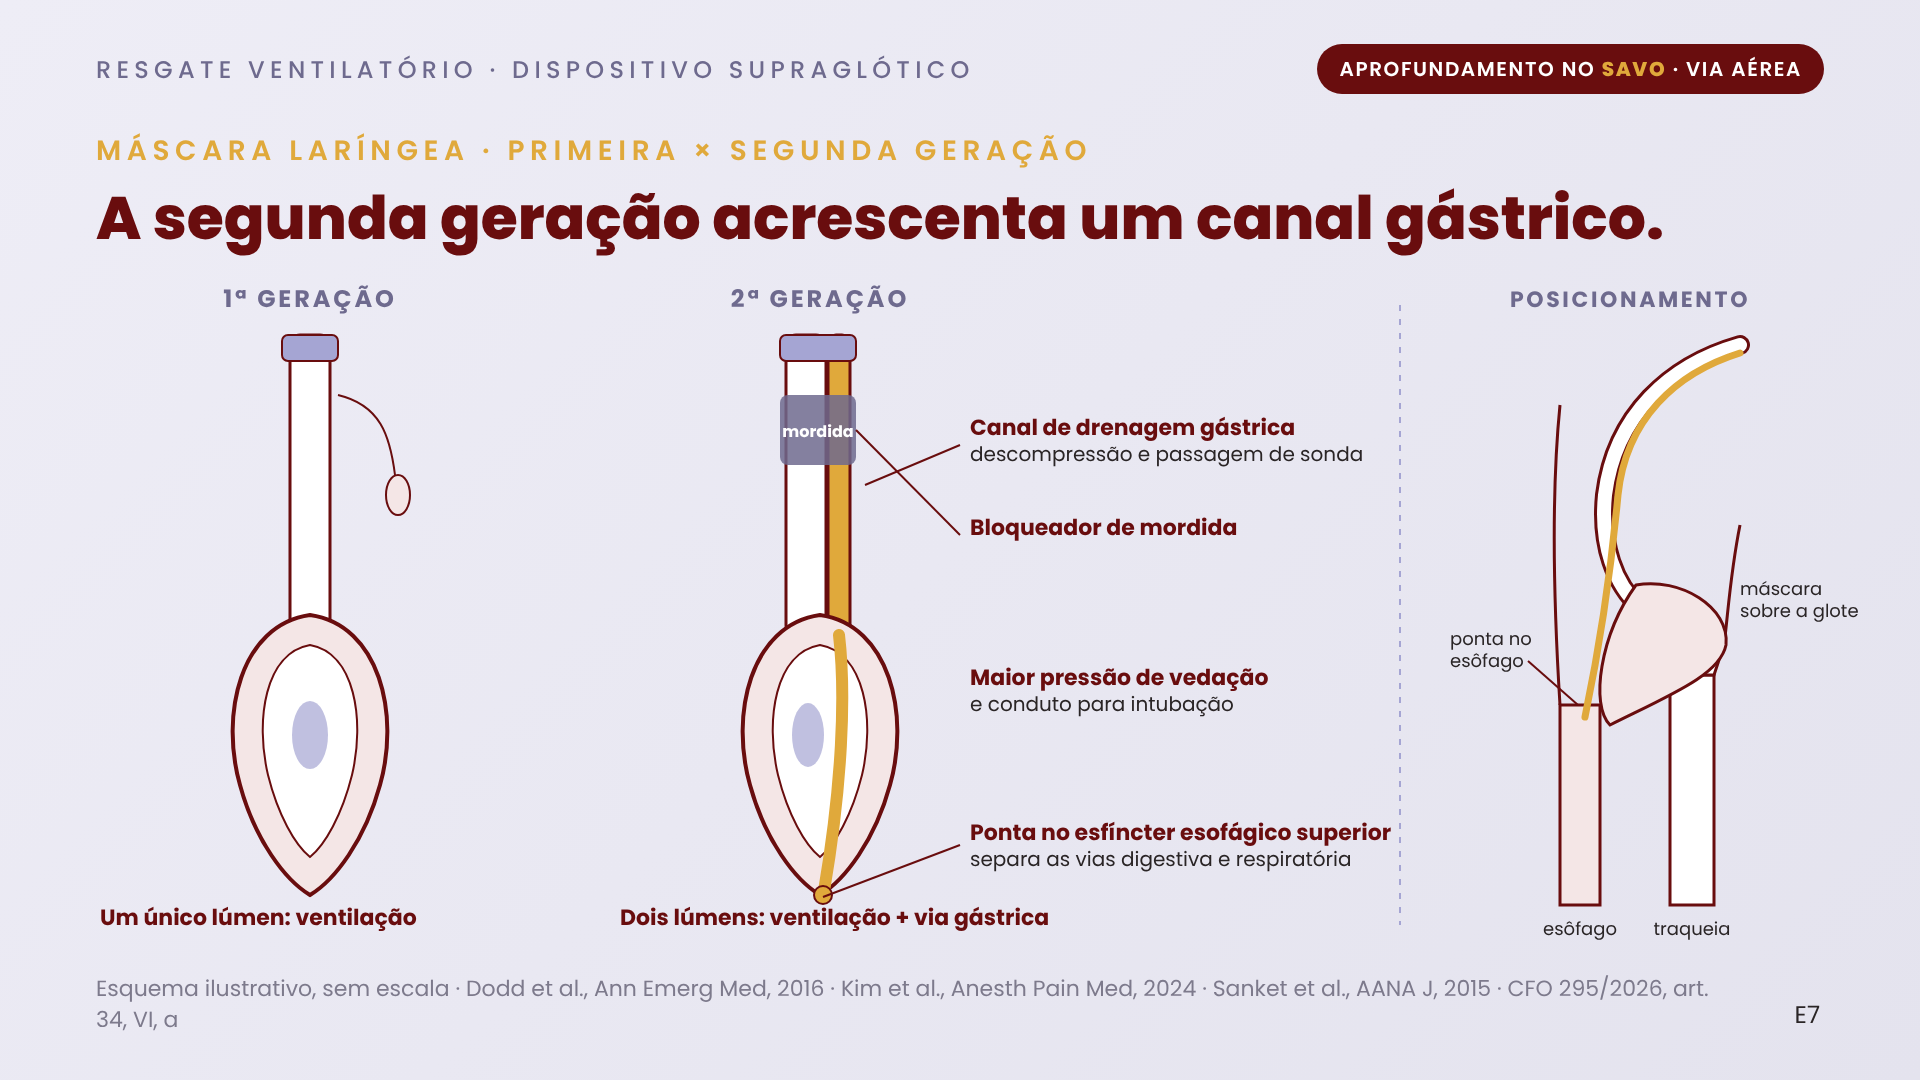 RESGATE VENTILATÓRIO · DISPOSITIVO SUPRAGLÓTICO
APROFUNDAMENTO NO SAVO · VIA AÉREA
MÁSCARA LARÍNGEA · PRIMEIRA × SEGUNDA GERAÇÃO
A segunda geração acrescenta um canal gástrico.
1ª GERAÇÃO
2ª GERAÇÃO
POSICIONAMENTO
mordida
Canal de drenagem gástrica
descompressão e passagem de sonda
Bloqueador de mordida
Maior pressão de vedação
e conduto para intubação
Ponta no esfíncter esofágico superior
separa as vias digestiva e respiratória
máscara
sobre a glote
ponta no
esôfago
Um único lúmen: ventilação
Dois lúmens: ventilação + via gástrica
esôfago
traqueia
Esquema ilustrativo, sem escala · Dodd et al., Ann Emerg Med, 2016 · Kim et al., Anesth Pain Med, 2024 · Sanket et al., AANA J, 2015 · CFO 295/2026, art.
34, VI, a
E7